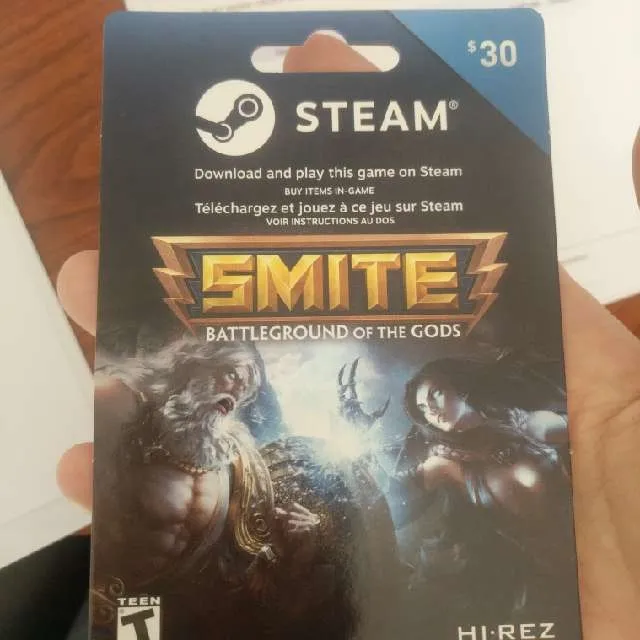 $30
STEAM®
Download and play this game on Steam
BUY ITEMS IN-GAME
Téléchargez et jouez à ce jeu sur Steam
VOIR INSTRUCTIONS AU DOS
SMITE
BATTLEGROUND OF THE GODS
TEEN
T
HI·REZ